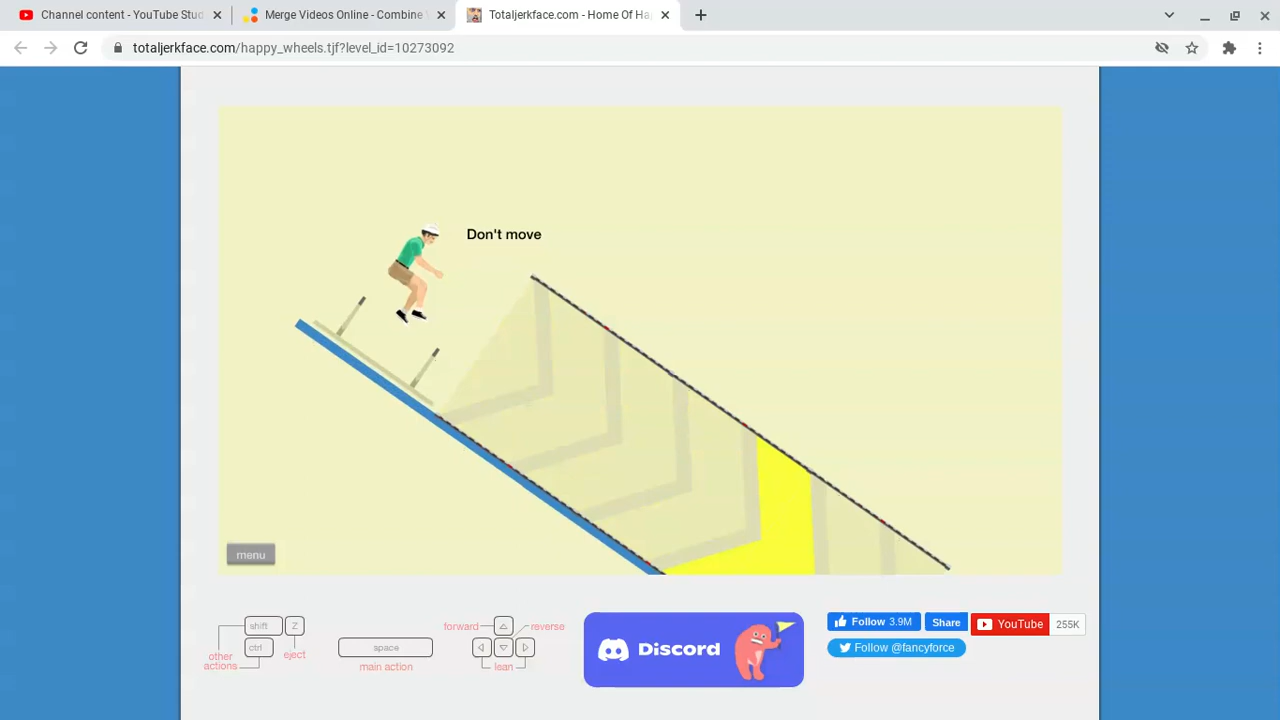 Channel content - YouTube Stud
Merge Videos Online - Combine V
Totaljerkface.com - Home Of Ha
totaljerkface.com/happy_wheels.tjf?level_id=10273092
Don't move
menu
shift
Z
ctrl
other
actions
eject
space
main action
forward
reverse
lean
Discord
Follow 3.9M
Share
YouTube
255K
Follow @fancyforce